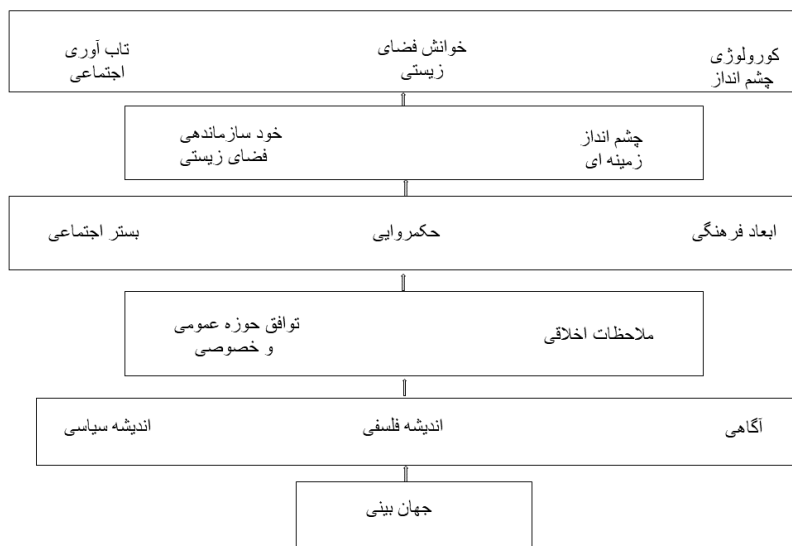 کورولوژی
چشم انداز
خوانش فضای
زیستی
تاب آوری
اجتماعی
چشم انداز
زمینه ای
خود سازماندهی
فضای زیستی
ابعاد فرهنگی
حکمروایی
بستر اجتماعی
ملاحظات اخلاقی
توافق حوزه عمومی
و خصوصی
آگاهی
اندیشه فلسفی
اندیشه سیاسی
جهان بینی